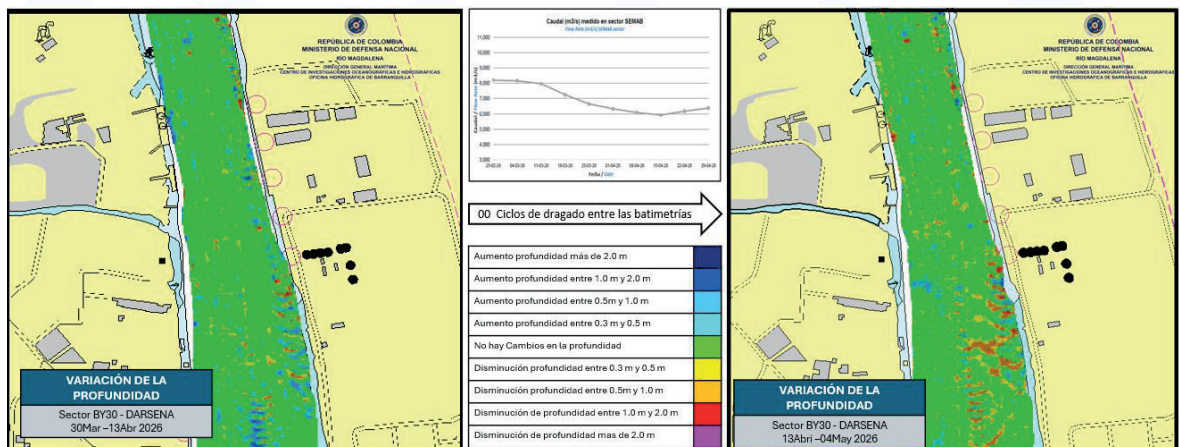 REPÚBLICA DE COLOMBIA
MINISTERIO DE DEFENSA NACIONAL
RÍO MAGDALENA
DIRECCIÓN GENERAL MARÍTIMA
CENTRO DE INVESTIGACIONES OCEANOGRÁFICAS E HIDROGRÁFICAS
OFICINA HIDROGRÁFICA DE BARRANQUILLA
VARIACIÓN DE LA
PROFUNDIDAD
Sector BY30 - DARSENA
30Mar –13Abr 2026
Caudal (m3/s) medido en sector SEMAB
Flow Rate (m3/s) SEMAB sector
Caudal / Flow Rate (m3/s)
11,000
10,000
9,000
8,000
7,000
6,000
5,000
4,000
3,000
Fecha / Date
00 Ciclos de dragado entre las batimetrías
Aumento profundidad más de 2.0 m
Aumento profundidad entre 1.0 m y 2.0 m
Aumento profundidad entre 0.5m y 1.0 m
Aumento profundidad entre 0.3 m y 0.5 m
No hay Cambios en la profundidad
Disminución profundidad entre 0.3 m y 0.5 m
Disminución profundidad entre 0.5m y 1.0 m
Disminución de profundidad entre 1.0 m y 2.0 m
Disminución de profundidad mas de 2.0 m
REPÚBLICA DE COLOMBIA
MINISTERIO DE DEFENSA NACIONAL
RÍO MAGDALENA
DIRECCIÓN GENERAL MARÍTIMA
CENTRO DE INVESTIGACIONES OCEANOGRÁFICAS E HIDROGRÁFICAS
OFICINA HIDROGRÁFICA DE BARRANQUILLA
VARIACIÓN DE LA
PROFUNDIDAD
Sector BY30 - DARSENA
13Abri –04May 2026